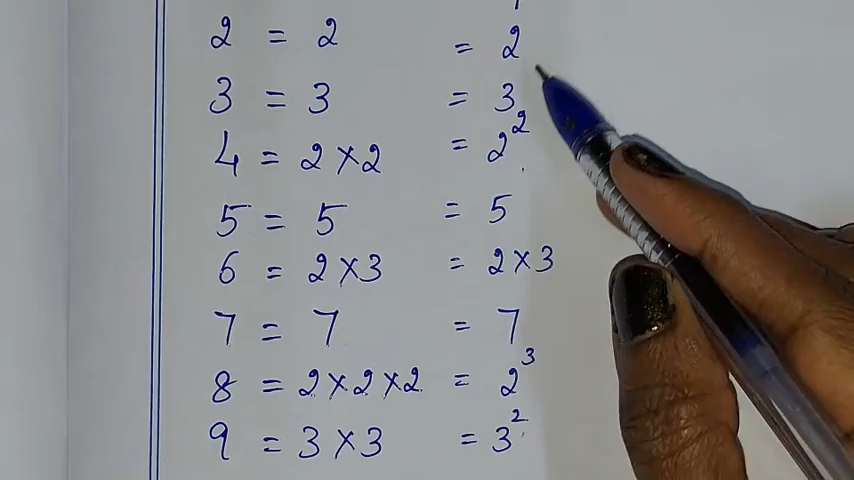 2 = 2 = 2
3 = 3 = 3
4 = 2×2 = 2²
5 = 5 = 5
6 = 2×3 = 2×3
7 = 7 = 7
8 = 2×2×2 = 2³
9 = 3×3 = 3²